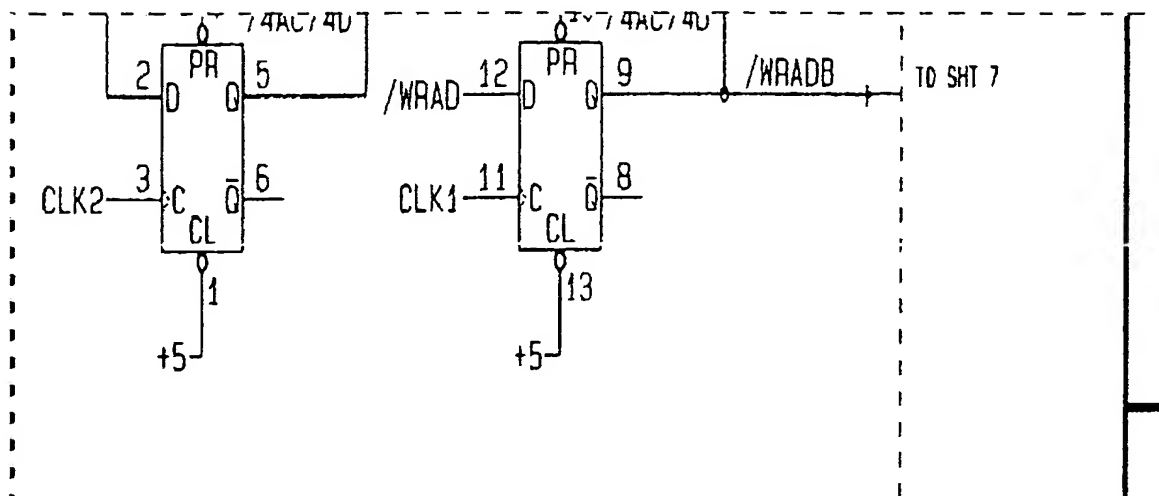 PR
PR
2
D
Q
5
/WRAD
12
D
Q
9
/WRADB
TO SHT 7
CLK2
3
C
Q̅
6
CLK1
11
C
Q̅
8
CL
CL
1
13
+5
+5